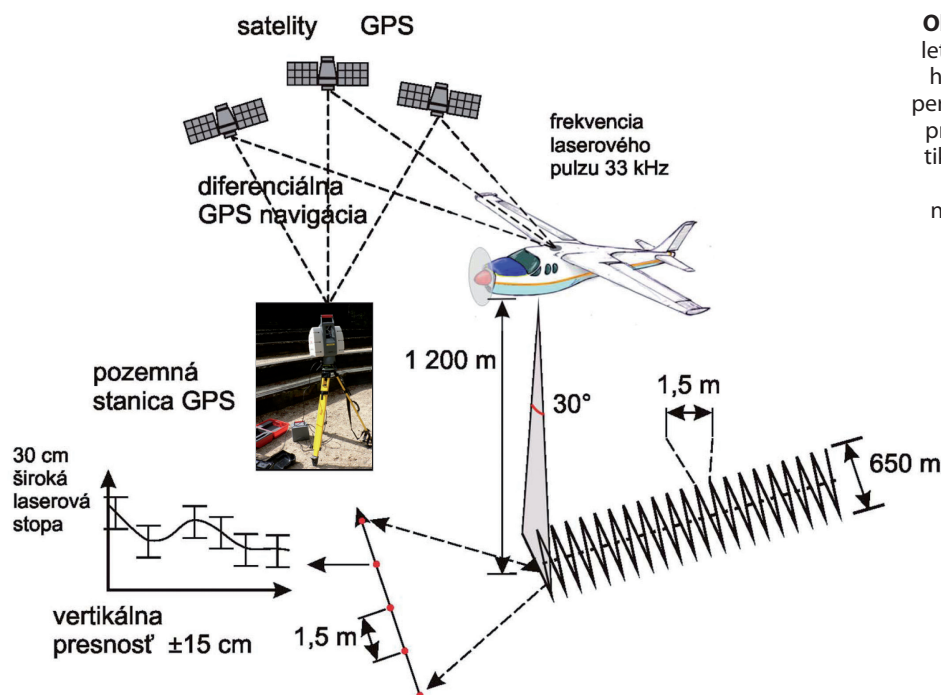 satelity GPS
frekvencia
laserového
pulzu 33 kHz
diferenciálna
GPS navigácia
1 200 m
pozemná
stanica GPS
30°
1,5 m
650 m
30 cm
široká
laserová
stopa
vertikálna
presnosť ±15 cm
1,5 m